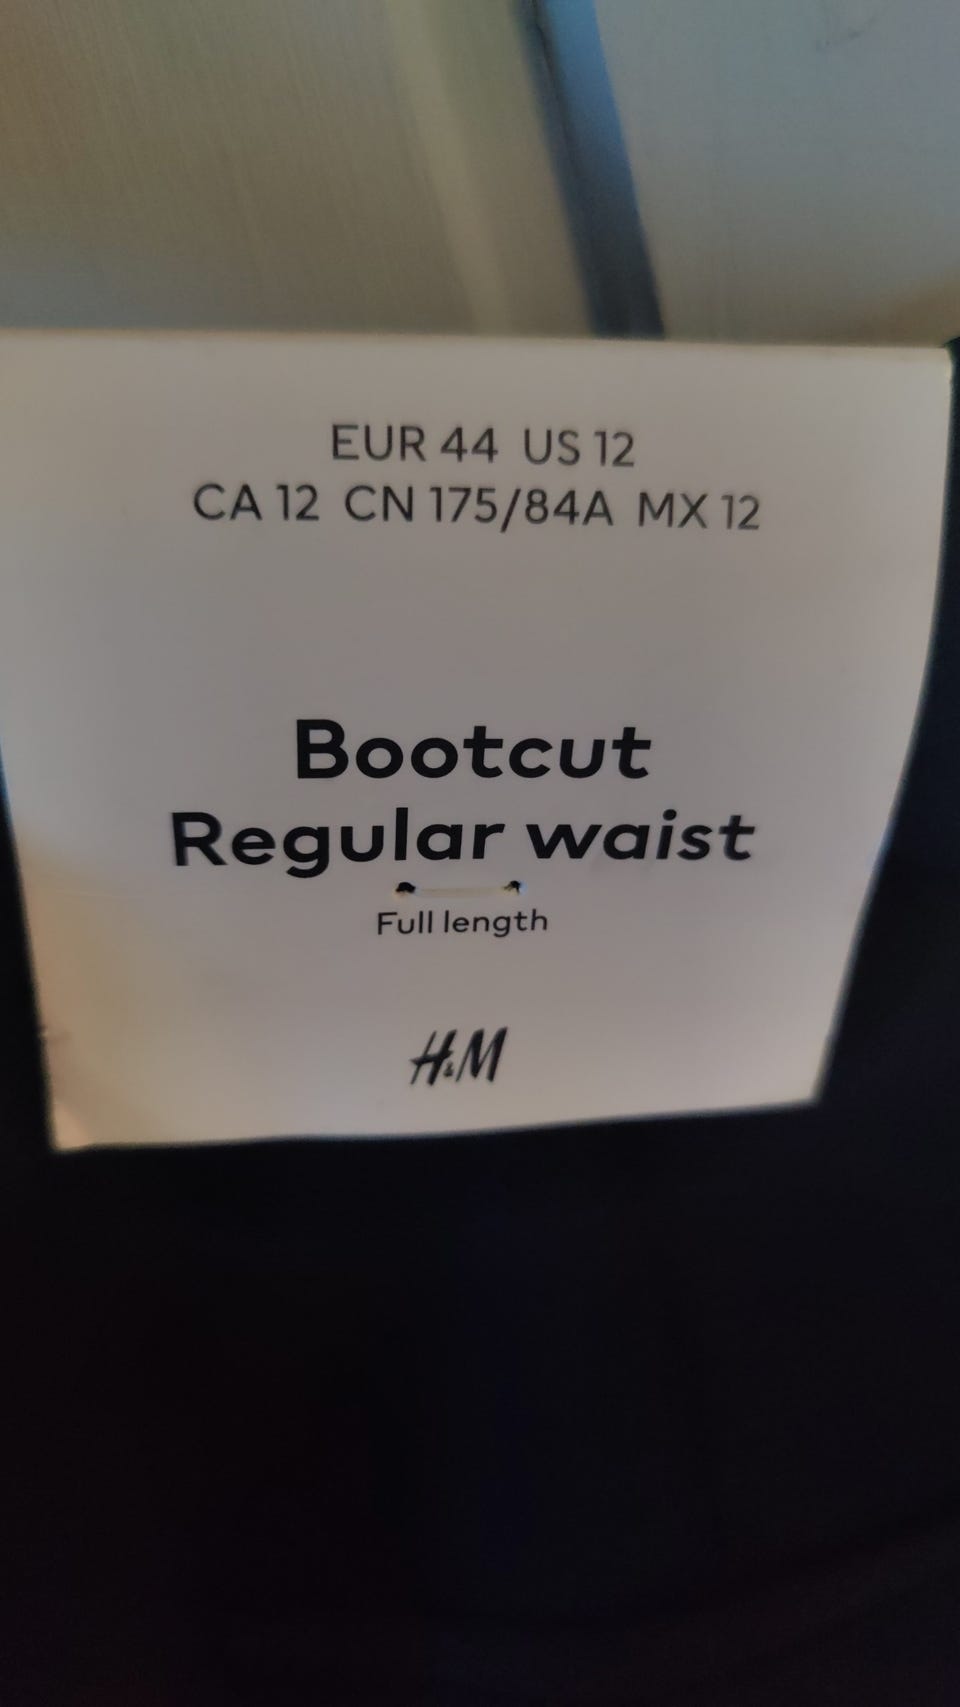 EUR 44 US 12
CA 12 CN 175/84A MX 12
Bootcut
Regular waist
Full length
H&M